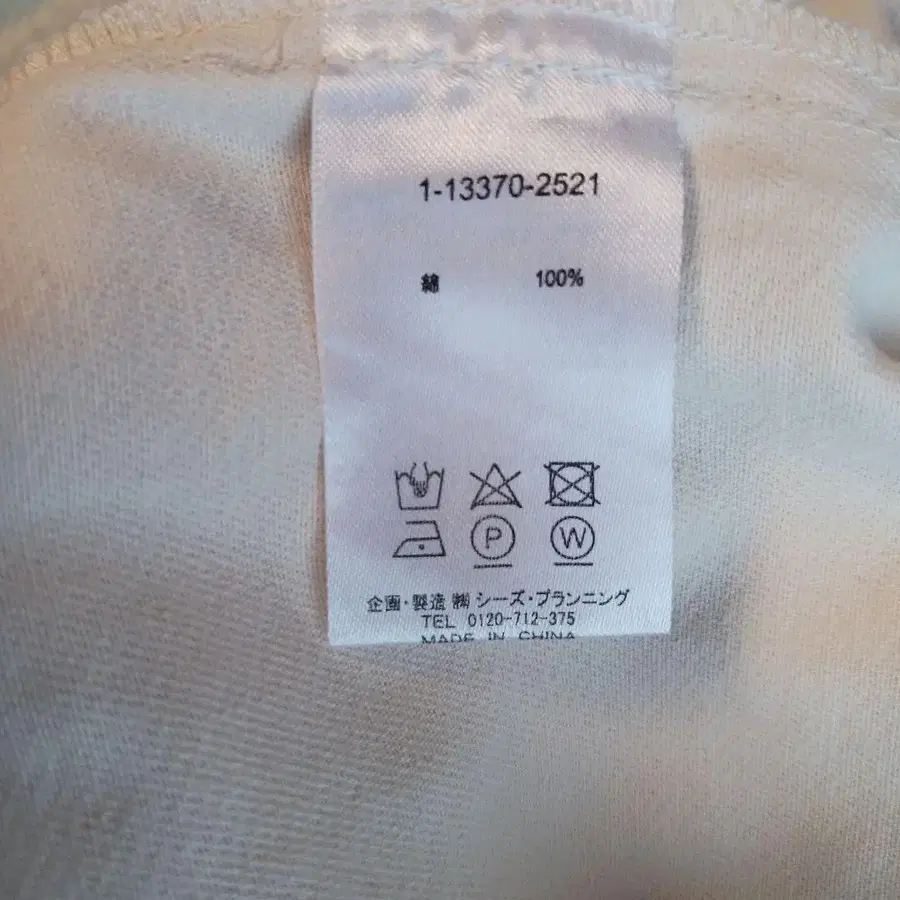 1-13370-2521
綿 100%
P W
企画・製造 ㈱ シーズ・プランニング
TEL 0120-712-375
MADE IN CHINA